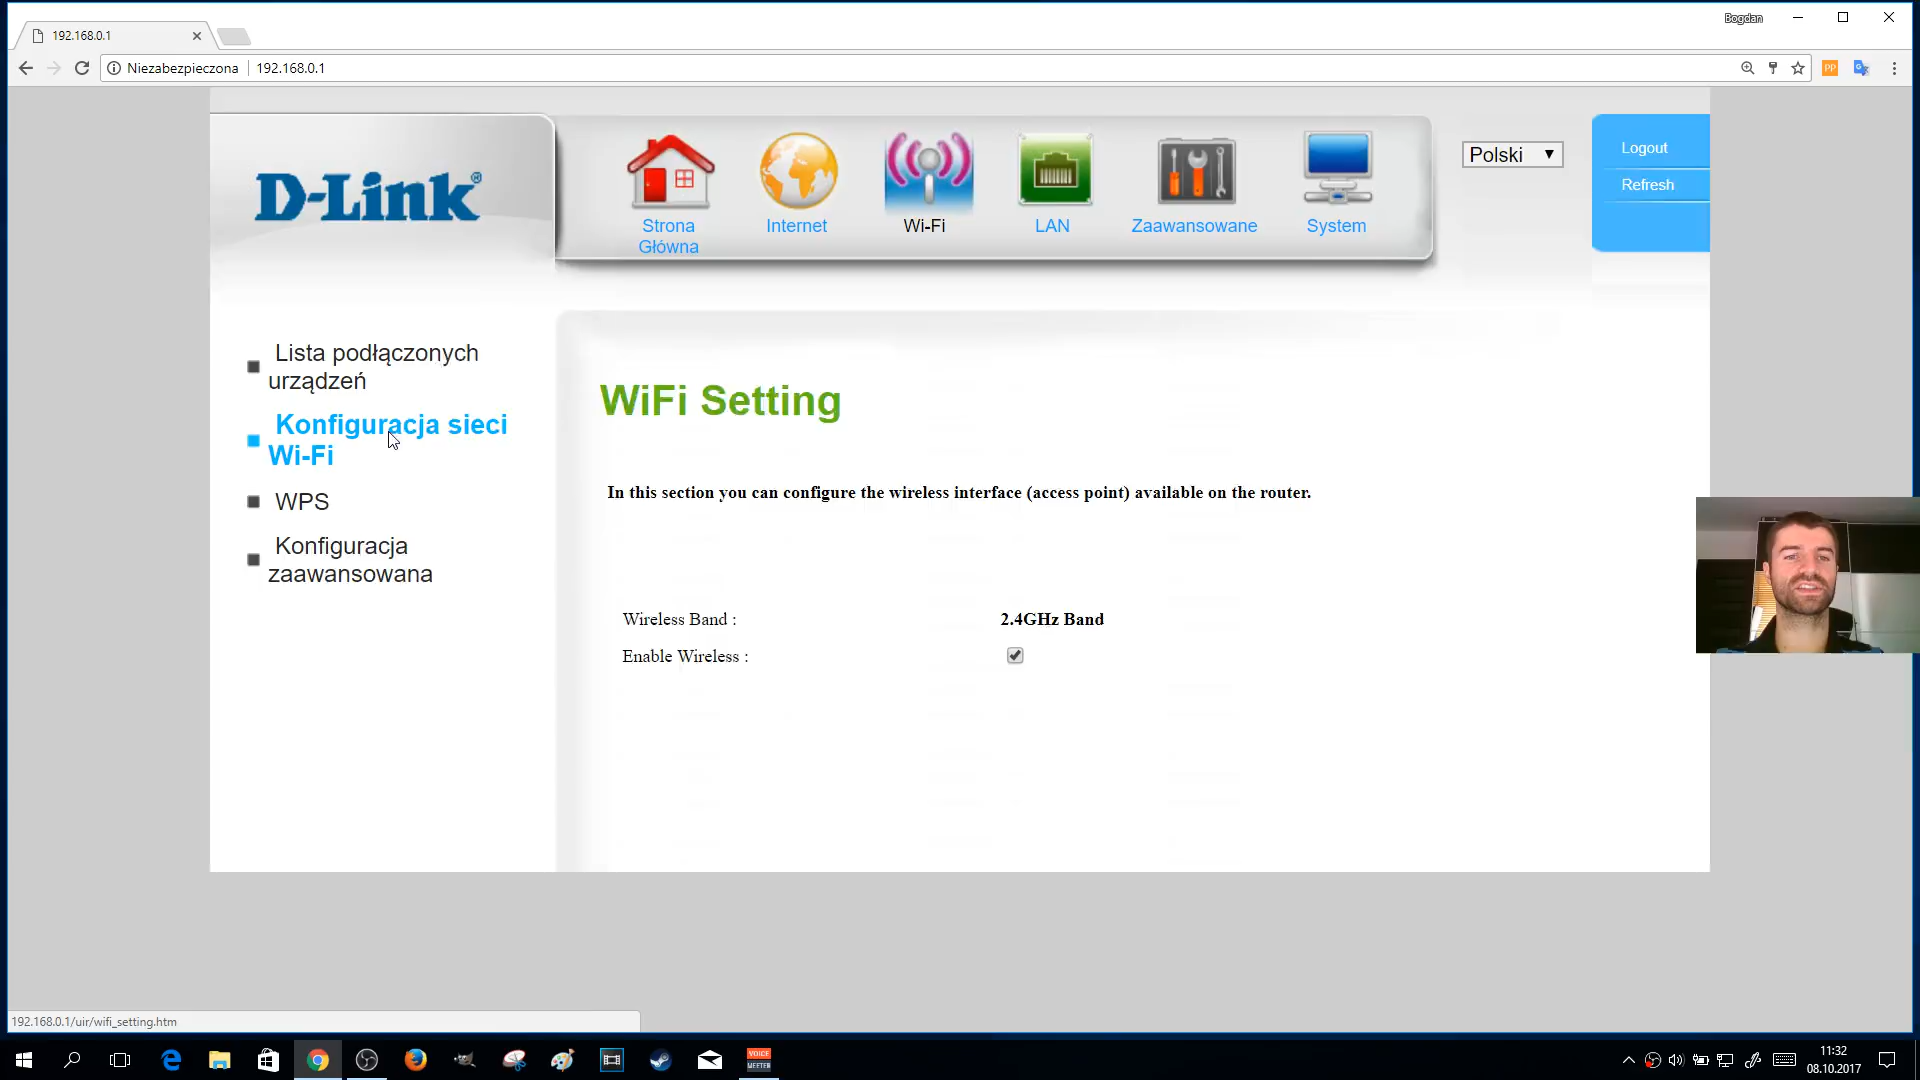 Bogdan
192.168.0.1
Niezabezpieczona
192.168.0.1
PP
D-Link®
Strona
Główna
Internet
Wi-Fi
LAN
Zaawansowane
System
Polski
Logout
Refresh
Lista podłączonych
urządzeń
Konfiguracja sieci
Wi-Fi
WPS
Konfiguracja
zaawansowana
WiFi Setting
In this section you can configure the wireless interface (access point) available on the router.
Wireless Band : 2.4GHz Band
Enable Wireless :
192.168.0.1/uir/wifi_setting.htm
VOICE
MEETER
11:32
08.10.2017